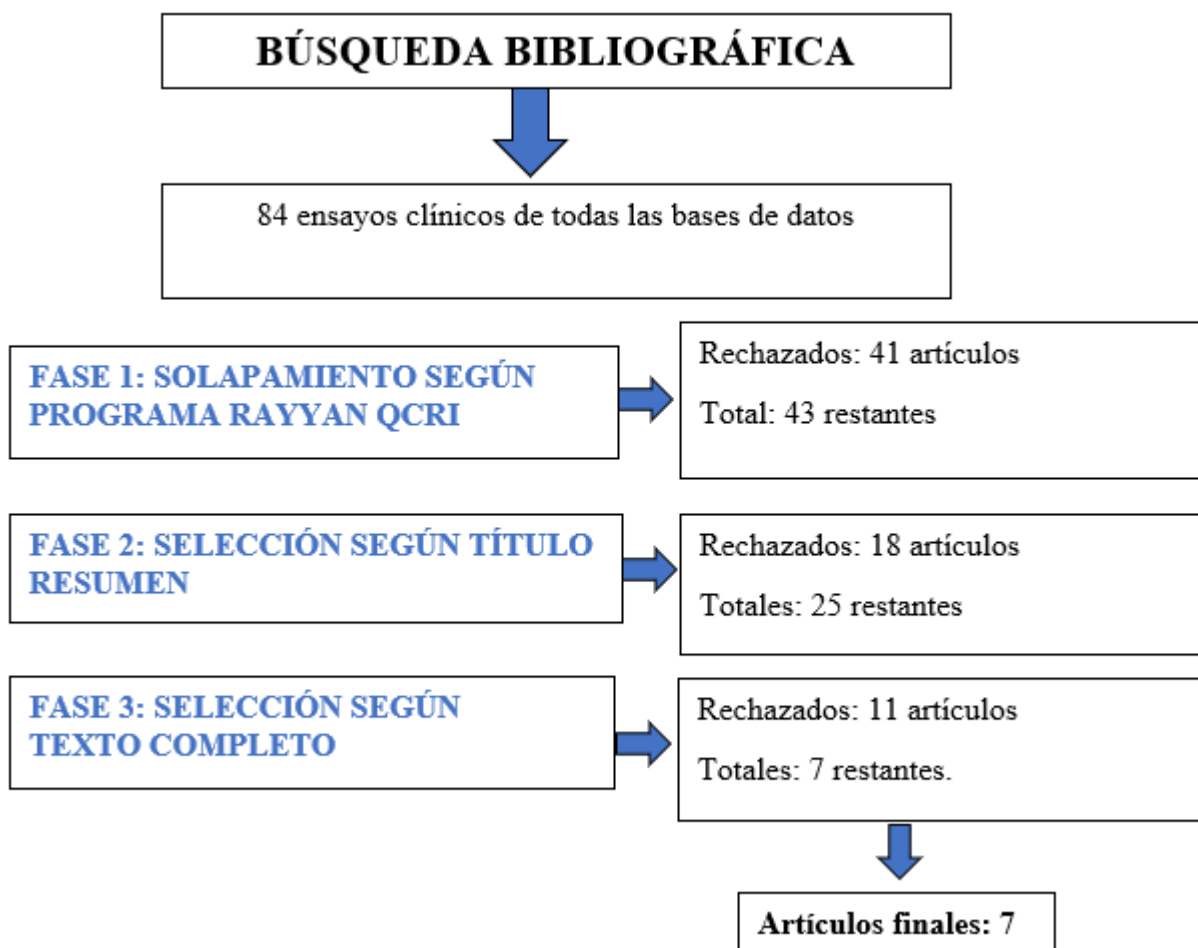 BÚSQUEDA BIBLIOGRÁFICA
84 ensayos clínicos de todas las bases de datos
FASE 1: SOLAPAMIENTO SEGÚN
PROGRAMA RAYYAN QCRI
Rechazados: 41 artículos
Total: 43 restantes
FASE 2: SELECCIÓN SEGÚN TÍTULO
RESUMEN
Rechazados: 18 artículos
Totales: 25 restantes
FASE 3: SELECCIÓN SEGÚN
TEXTO COMPLETO
Rechazados: 11 artículos
Totales: 7 restantes.
Artículos finales: 7